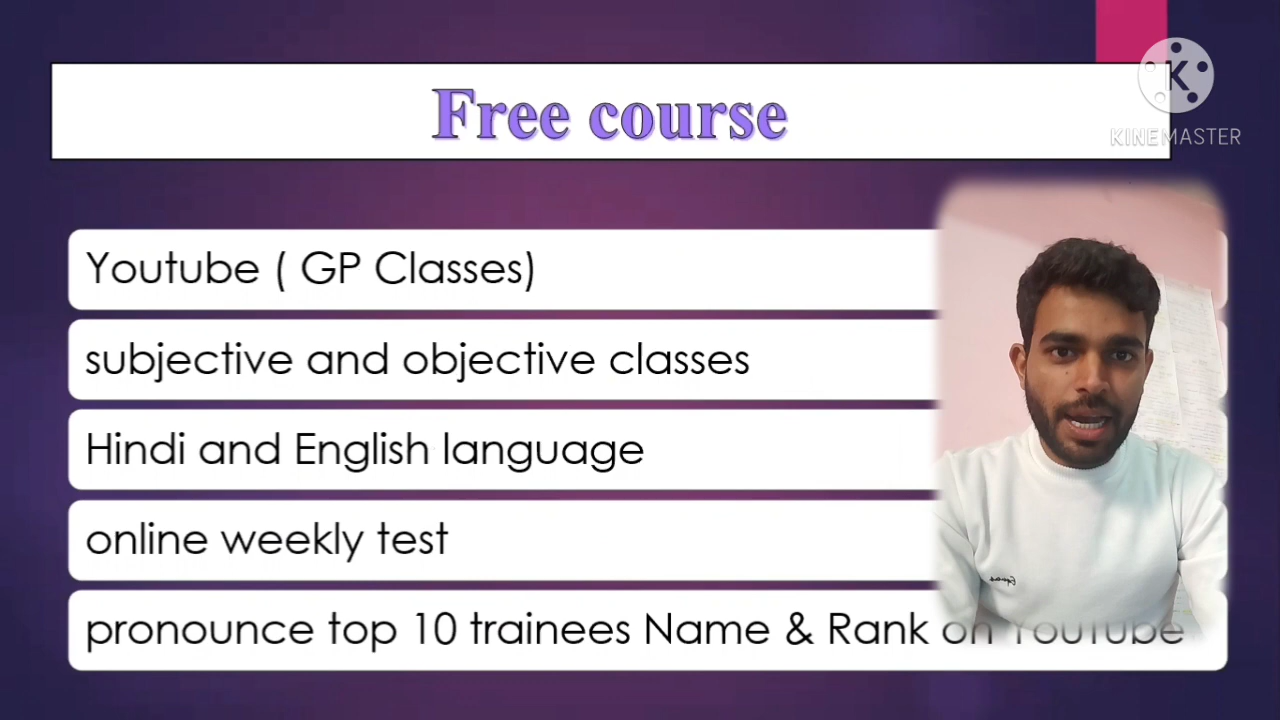 Free course
K
KINEMASTER
Youtube ( GP Classes)
subjective and objective classes
Hindi and English language
online weekly test
pronounce top 10 trainees Name & Rank on Youtube